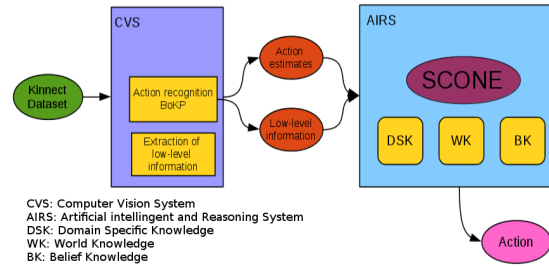 CVS
AIRS
Kinnect
Dataset
Action recognition
BoKP
Extraction of
low-level
information
Action
estimates
Low-level
information
SCONE
DSK
WK
BK
Action
CVS: Computer Vision System
AIRS: Artificial intellingent and Reasoning System
DSK: Domain Specific Knowledge
WK: World Knowledge
BK: Belief Knowledge